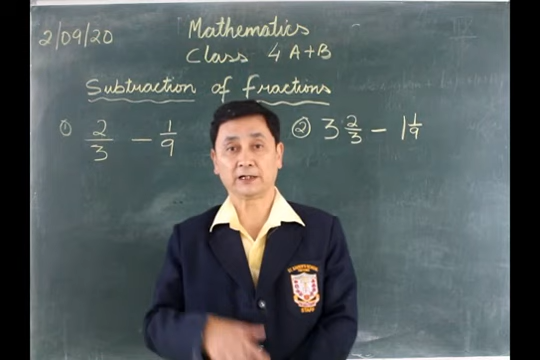 2/09/20
Mathematics
Class 4 A+B
Subtraction of fractions
① 2/3 - 1/9
② 3 2/3 - 1 1/9
STAFF